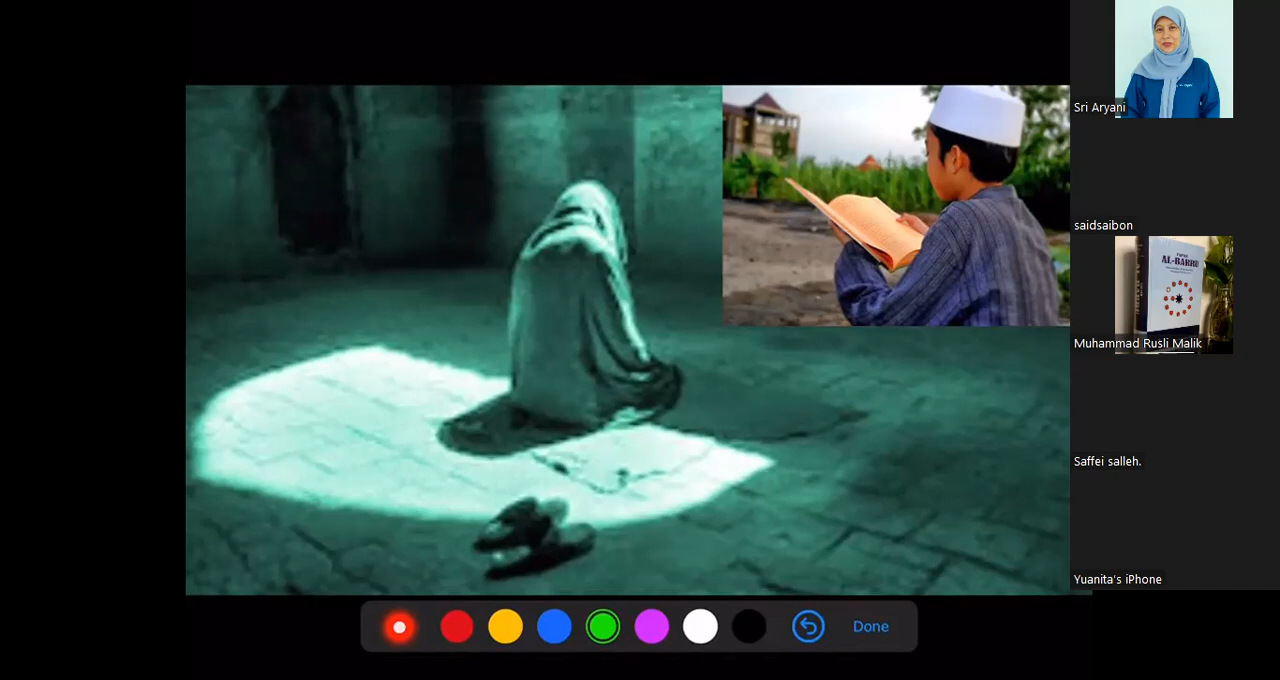 Sri Aryani
saidsaibon
AL-BARRU
Muhammad Rusli Malik
Saffei salleh.
Yuanita's iPhone
Done